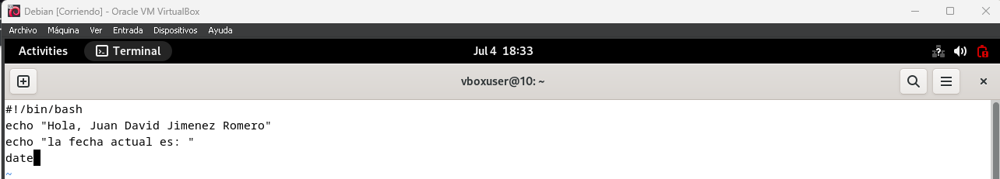 Debian [Corriendo] - Oracle VM VirtualBox
Archivo Máquina Ver Entrada Dispositivos Ayuda
Activities Terminal Jul 4 18:33
vboxuser@10: ~
#!/bin/bash
echo "Hola, Juan David Jimenez Romero"
echo "la fecha actual es: "
date
~